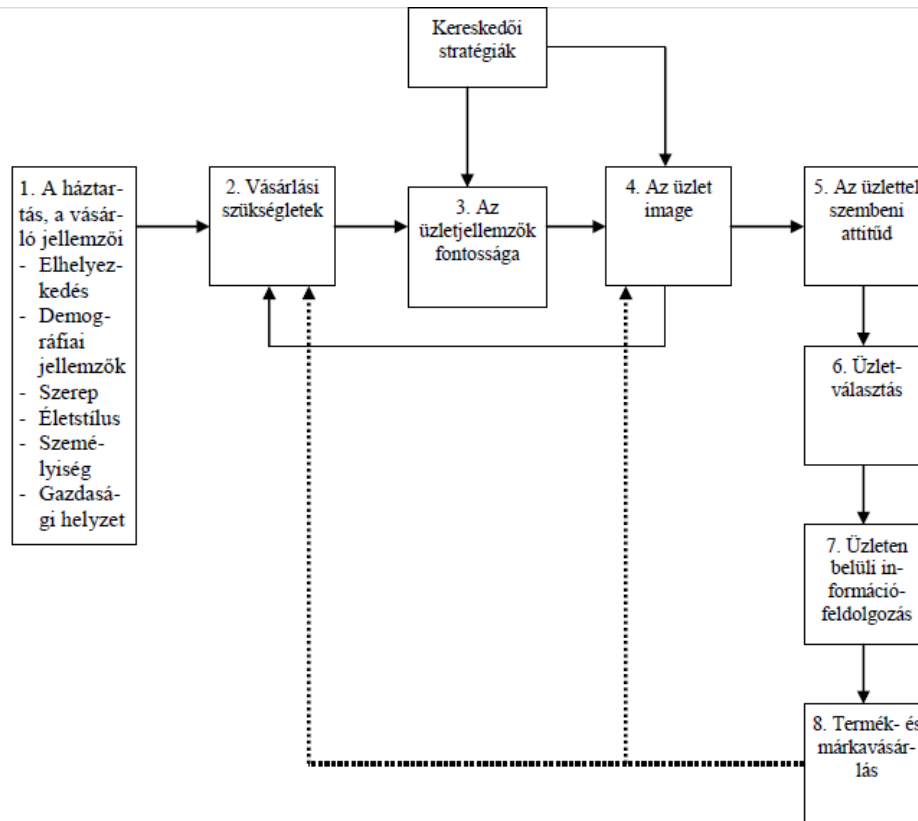 Kereskedői
stratégiák
1. A háztar-
tás, a vásár-
ló jellemzői
- Elhelyez-
kedés
- Demog-
ráfiai
jellemzők
- Szerep
- Életstílus
- Szemé-
lyiség
- Gazdasá-
gi helyzet
2. Vásárlási
szükségletek
3. Az
üzletjellemzők
fontossága
4. Az üzlet
image
5. Az üzlettel
szembeni
attitűd
6. Üzlet-
választás
7. Üzleten
belüli in-
formáció-
feldolgozás
8. Termék- és
márkavásár-
lás